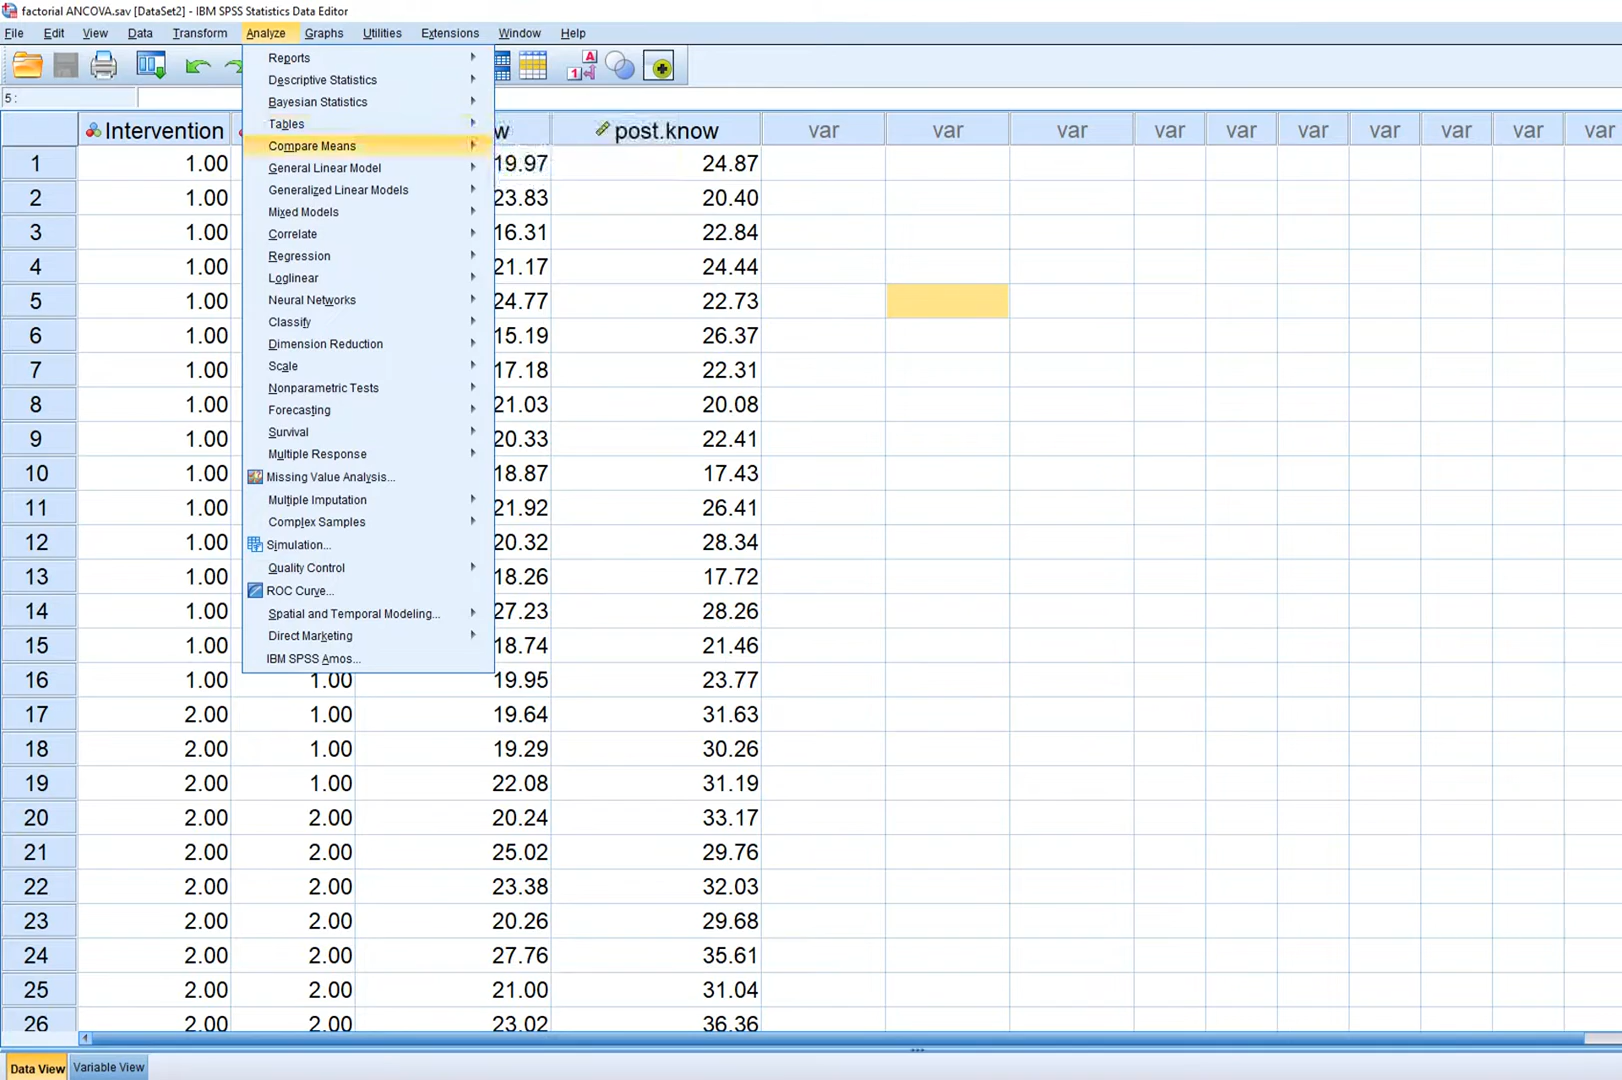 factorial ANCOVA.sav [DataSet2] - IBM SPSS Statistics Data Editor
File Edit View Data Transform Analyze Graphs Utilities Extensions Window Help
5 :
Reports
Descriptive Statistics
Bayesian Statistics
Tables
Compare Means
General Linear Model
Generalized Linear Models
Mixed Models
Correlate
Regression
Loglinear
Neural Networks
Classify
Dimension Reduction
Scale
Nonparametric Tests
Forecasting
Survival
Multiple Response
Missing Value Analysis...
Multiple Imputation
Complex Samples
Simulation...
Quality Control
ROC Curve...
Spatial and Temporal Modeling...
Direct Marketing
IBM SPSS Amos...
Intervention w post.know var var var var var var var var
1 1.00 19.97 24.87
2 1.00 23.83 20.40
3 1.00 16.31 22.84
4 1.00 21.17 24.44
5 1.00 24.77 22.73
6 1.00 15.19 26.37
7 1.00 17.18 22.31
8 1.00 21.03 20.08
9 1.00 20.33 22.41
10 1.00 18.87 17.43
11 1.00 21.92 26.41
12 1.00 20.32 28.34
13 1.00 18.26 17.72
14 1.00 27.23 28.26
15 1.00 18.74 21.46
16 1.00 1.00 19.95 23.77
17 2.00 1.00 19.64 31.63
18 2.00 1.00 19.29 30.26
19 2.00 1.00 22.08 31.19
20 2.00 2.00 20.24 33.17
21 2.00 2.00 25.02 29.76
22 2.00 2.00 23.38 32.03
23 2.00 2.00 20.26 29.68
24 2.00 2.00 27.76 35.61
25 2.00 2.00 21.00 31.04
26 2.00 2.00 23.02 36.36
Data View Variable View